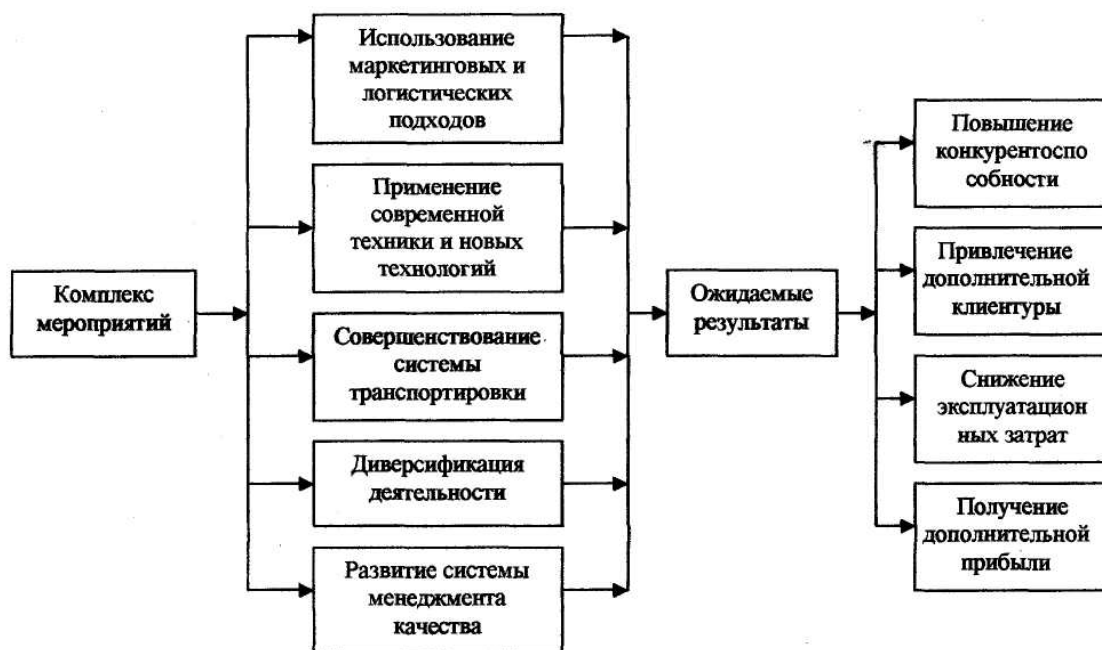 Комплекс
мероприятий
Использование
маркетинговых и
логистических
подходов
Применение
современной
техники и новых
технологий
Совершенствование
системы
транспортировки
Диверсификация
деятельности
Развитие системы
менеджмента
качества
Ожидаемые
результаты
Повышение
конкурентоспо
собности
Привлечение
дополнительной
клиентуры
Снижение
эксплуатацион
ных затрат
Получение
дополнительной
прибыли